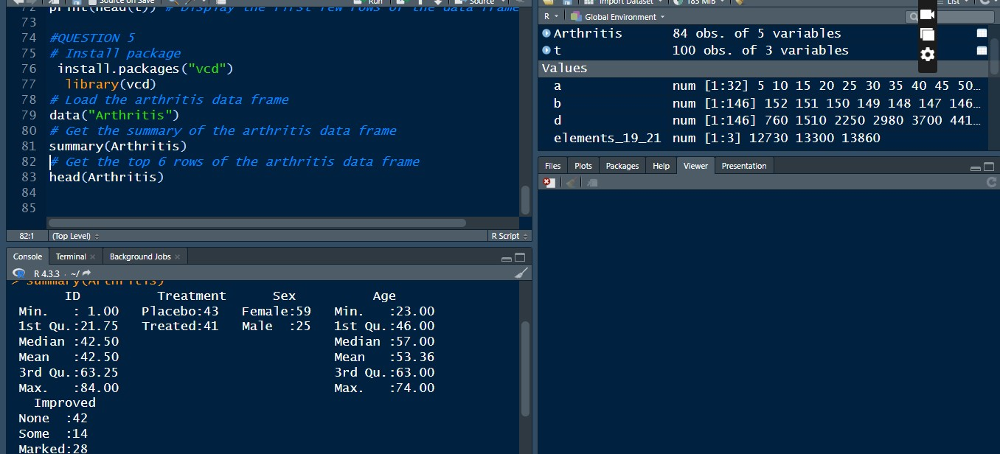 Source on Save Run Source
72 print(head(t)) # Display the first few rows of the data frame
73
74 #QUESTION 5
75 # Install package
76 install.packages("vcd")
77 library(vcd)
78 # Load the arthritis data frame
79 data("Arthritis")
80 # Get the summary of the arthritis data frame
81 summary(Arthritis)
82 # Get the top 6 rows of the arthritis data frame
83 head(Arthritis)
84
85
82:1 (Top Level) R Script
Console Terminal Background Jobs
R 4.3.3 · ~/
> summary(Arthritis)
ID Treatment Sex Age
Min. : 1.00 Placebo:43 Female:59 Min. :23.00
1st Qu.:21.75 Treated:41 Male :25 1st Qu.:46.00
Median :42.50 Median :57.00
Mean :42.50 Mean :53.36
3rd Qu.:63.25 3rd Qu.:63.00
Max. :84.00 Max. :74.00
Improved
None :42
Some :14
Marked:28
Import Dataset 183 MiB List
R Global Environment
Arthritis 84 obs. of 5 variables
t 100 obs. of 3 variables
Values
a num [1:32] 5 10 15 20 25 30 35 40 45 50...
b num [1:146] 152 151 150 149 148 147 146...
d num [1:146] 760 1510 2250 2980 3700 441...
elements_19_21 num [1:3] 12730 13300 13860
Files Plots Packages Help Viewer Presentation